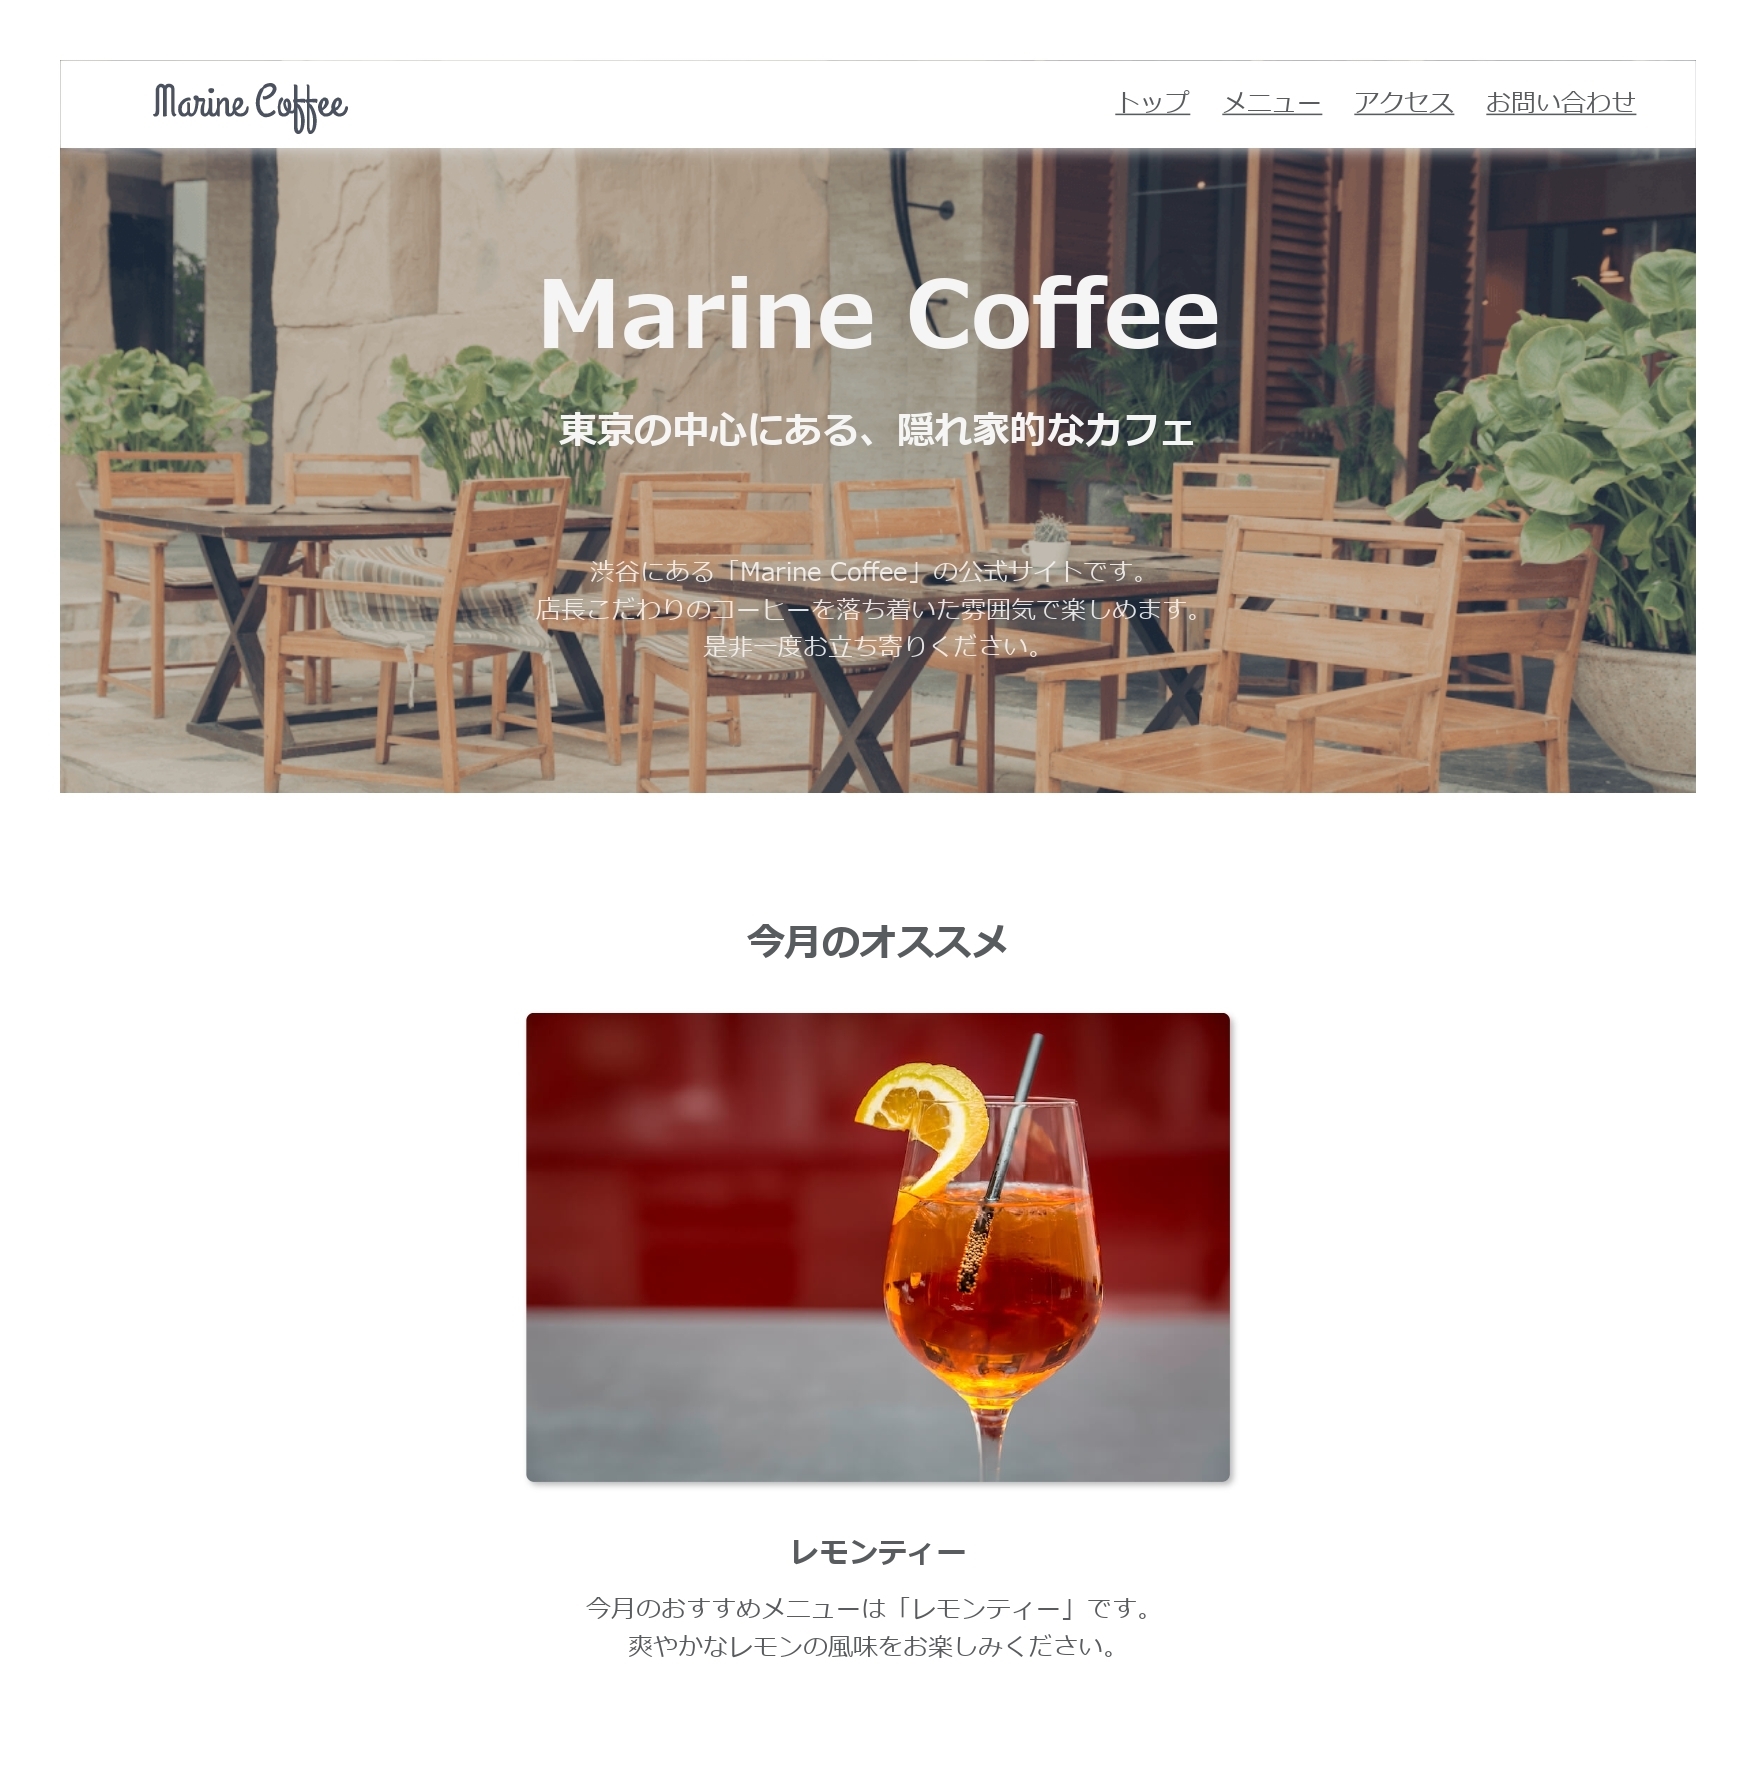 Marine Coffee
トップ メニュー アクセス お問い合わせ
Marine Coffee
東京の中心にある、隠れ家的なカフェ
渋谷にある「Marine Coffee」の公式サイトです。
店長こだわりのコーヒーを落ち着いた雰囲気で楽しめます。
是非一度お立ち寄りください。
今月のオススメ
レモンティー
今月のおすすめメニューは「レモンティー」です。
爽やかなレモンの風味をお楽しみください。